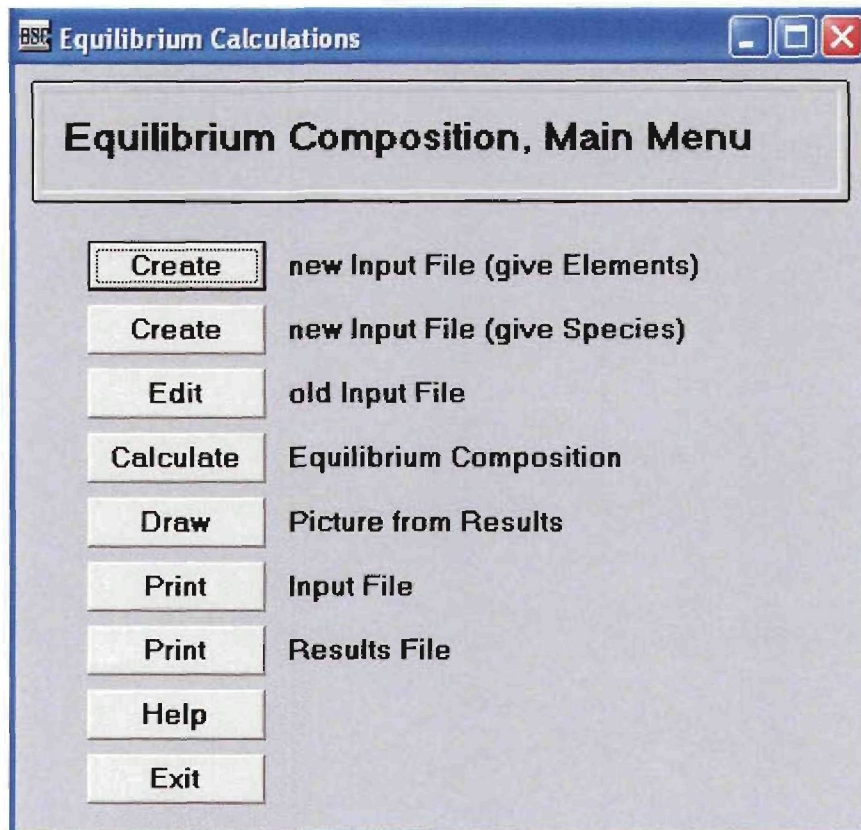 Equilibrium Calculations
Equilibrium Composition, Main Menu
Create new Input File (give Elements)
Create new Input File (give Species)
Edit old Input File
Calculate Equilibrium Composition
Draw Picture from Results
Print Input File
Print Results File
Help
Exit